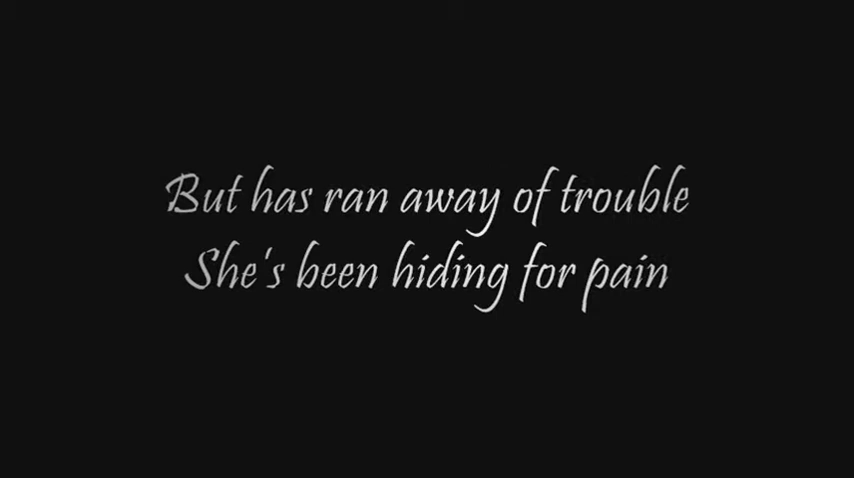 But has ran away of trouble
She's been hiding for pain